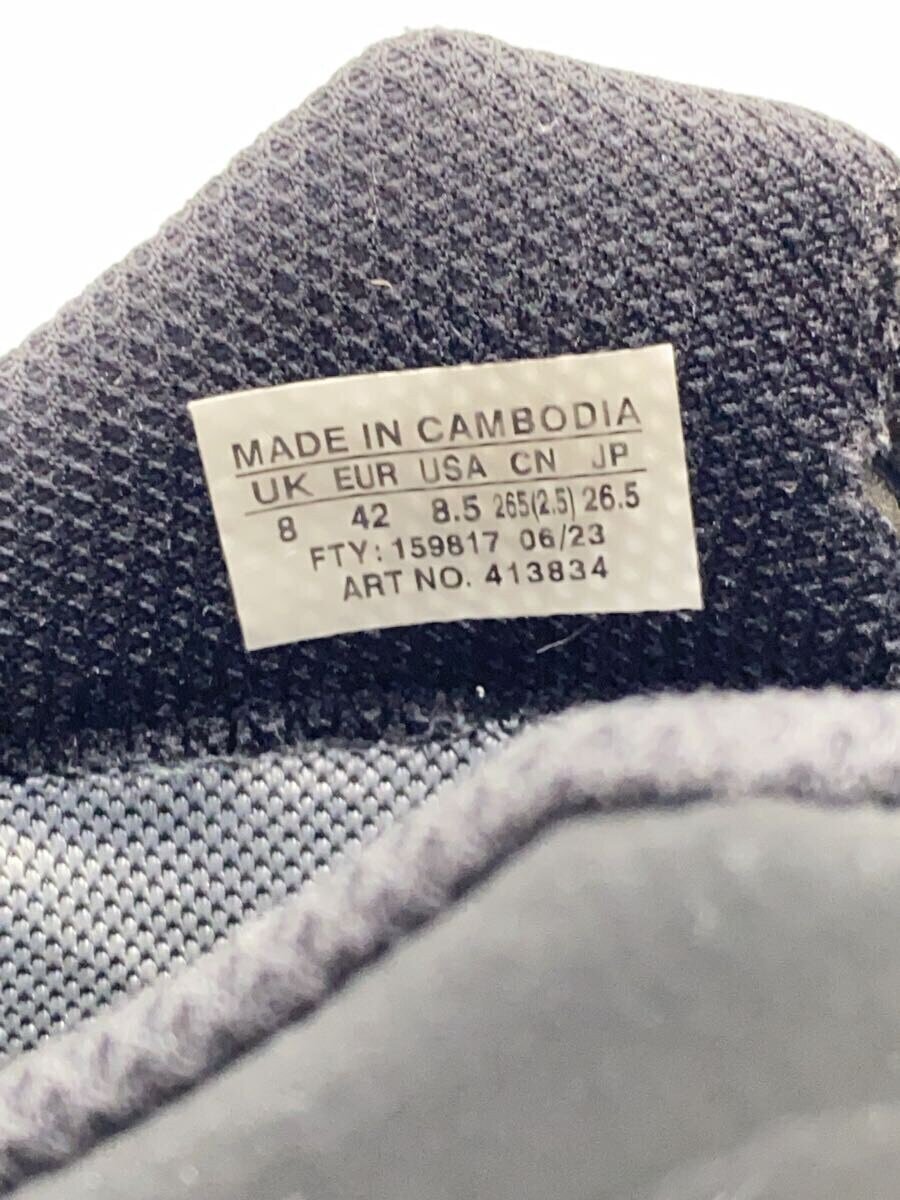 MADE IN CAMBODIA
UK EUR USA CN JP
8 42 8.5 265(2.5) 26.5
FTY: 159817 06/23
ART NO. 413834